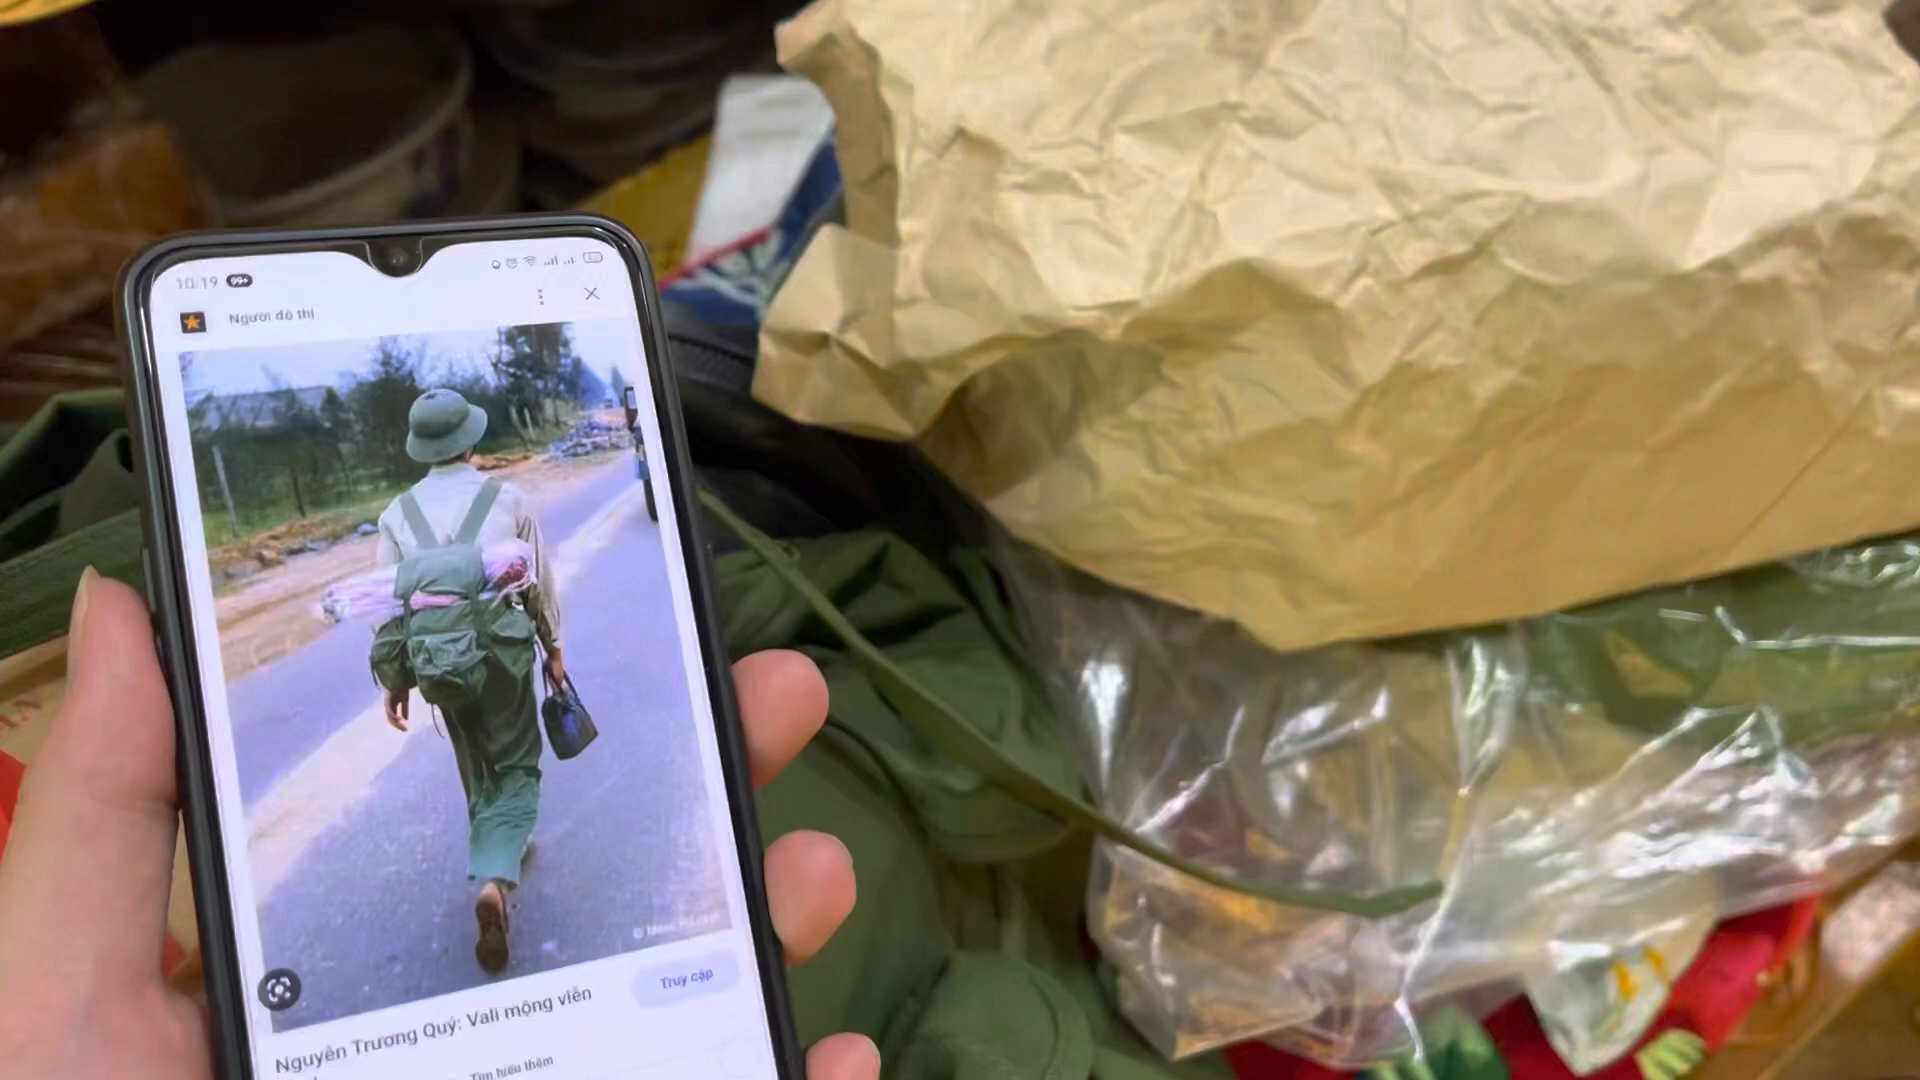 10:19 99+
Người đô thị
Truy cập
Nguyễn Trương Quý: Vali mộng viễn
Tìm hiểu thêm